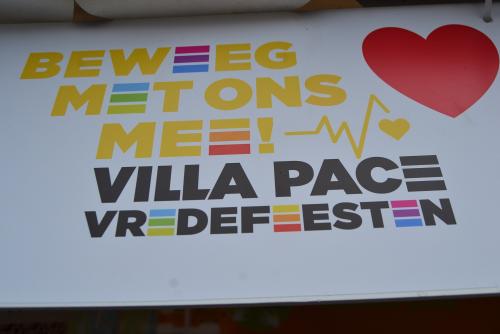 BEWEEG
MET ONS
MEE!
VILLA PACE
VREDEFEESTEN